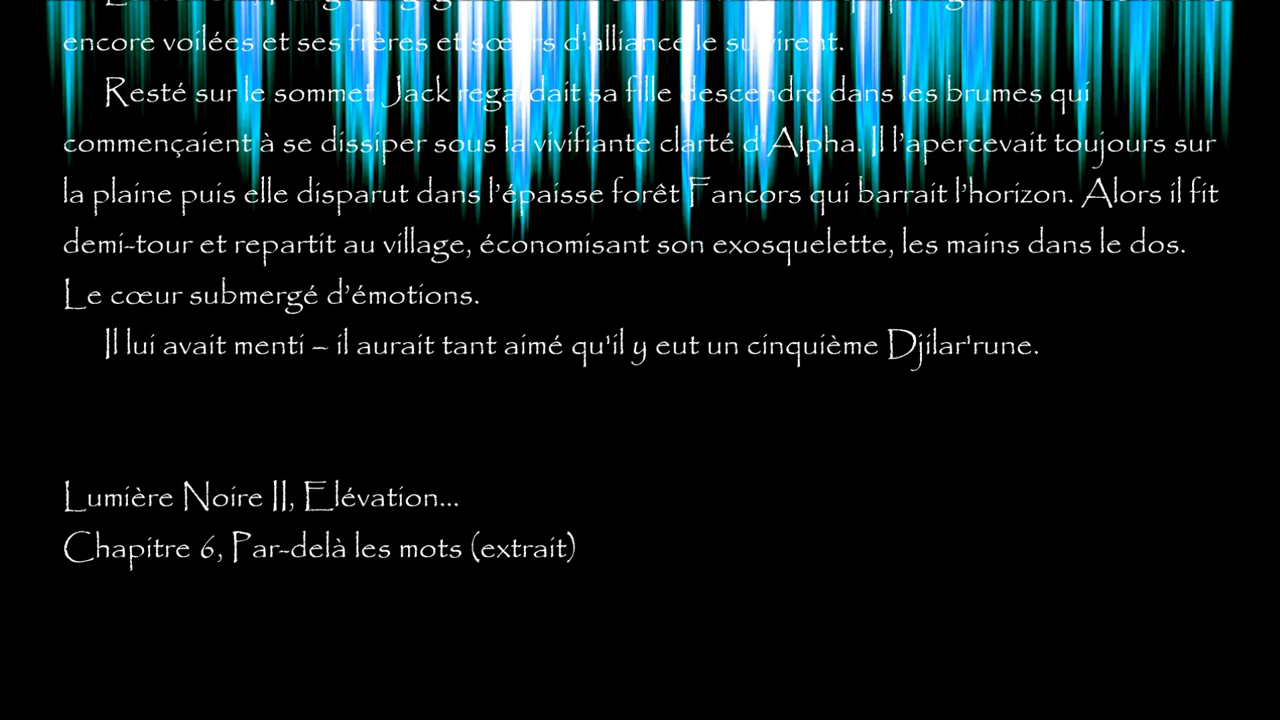 encore voilées et ses frères et sœurs d'alliance le suivirent.
Resté sur le sommet Jack regardait sa fille descendre dans les brumes qui
commençaient à se dissiper sous la vivifiante clarté d'Alpha. Il l’apercevait toujours sur
la plaine puis elle disparut dans l’épaisse forêt Fancors qui barrait l’horizon. Alors il fit
demi-tour et repartit au village, économisant son exosquelette, les mains dans le dos.
Le cœur submergé d’émotions.
Il lui avait menti – il aurait tant aimé qu'il y eut un cinquième Djilar'rune.
Lumière Noire II, Elévation...
Chapitre 6, Par-delà les mots (extrait)